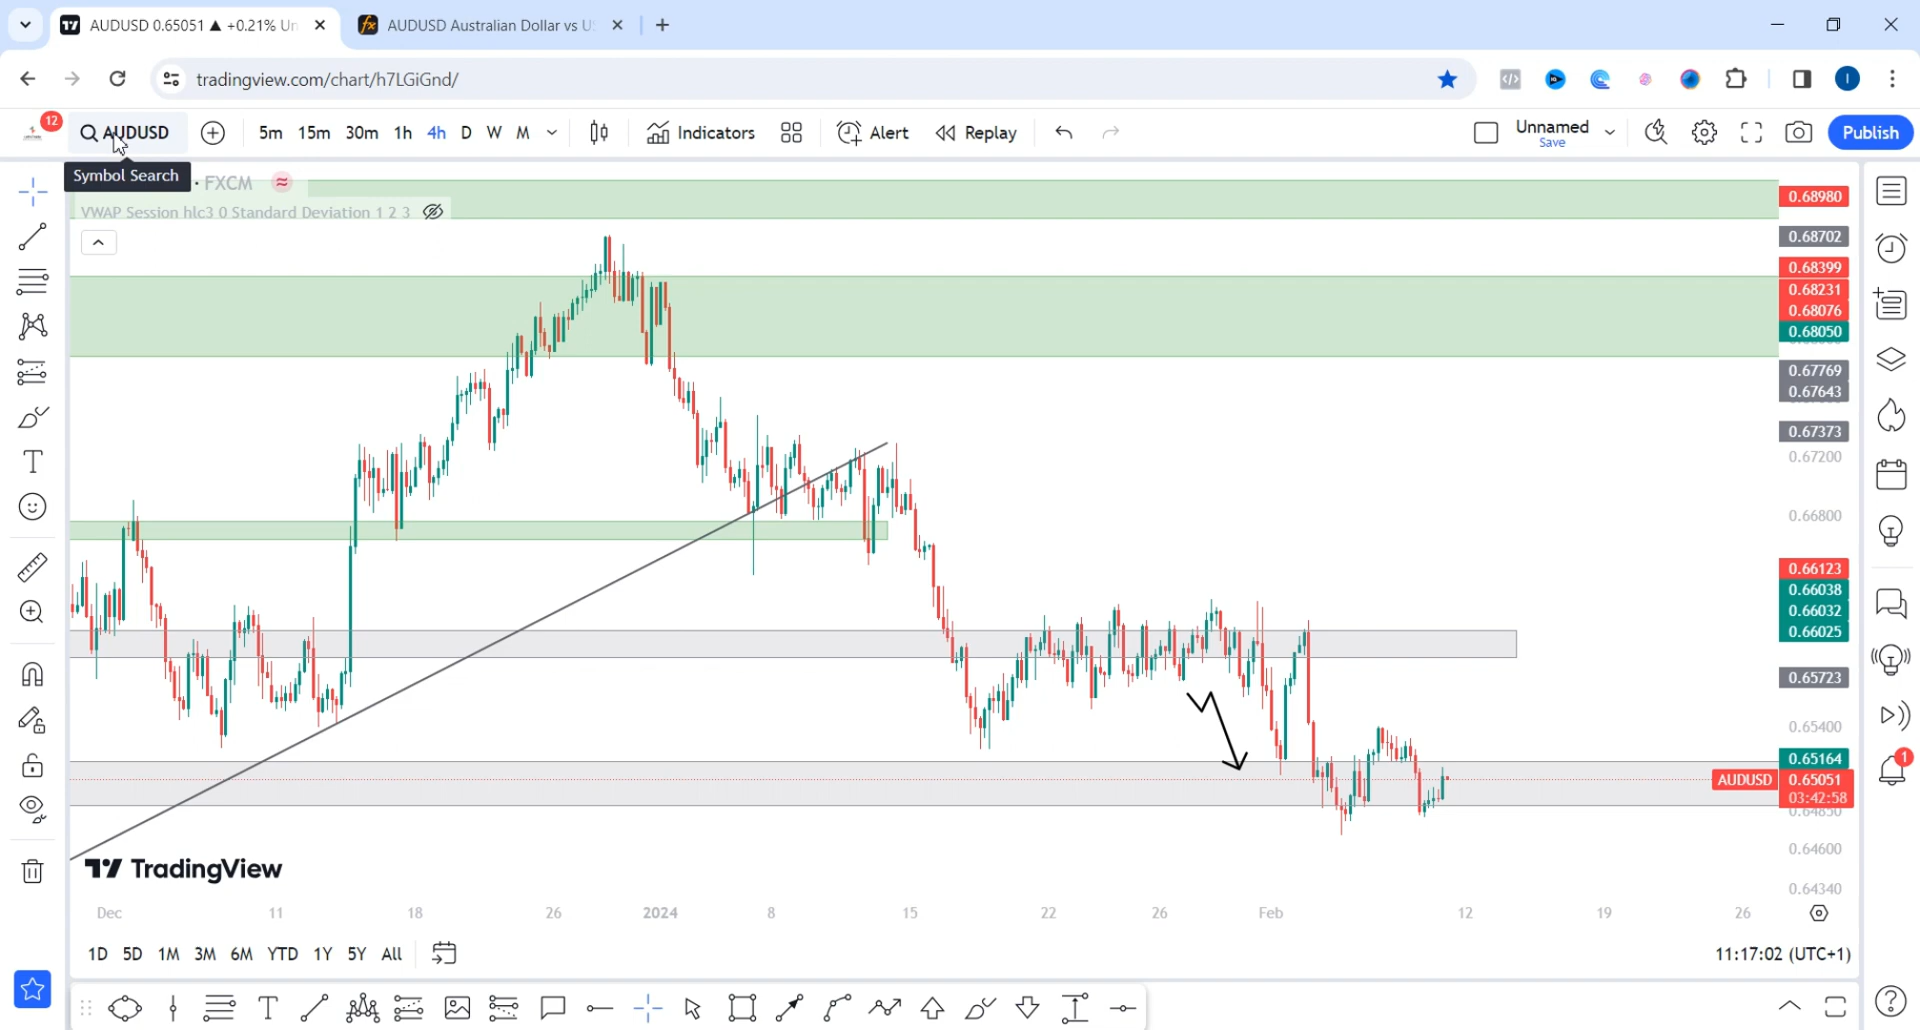 AUDUSD 0.65051 ▲ +0.21% Un
AUDUSD Australian Dollar vs U
tradingview.com/chart/h7LGiGnd/
I
12
AUDUSD
5m 15m 30m 1h 4h D W M
Indicators
Alert
Replay
Unnamed
Save
Publish
Symbol Search
· FXCM
VWAP Session hlc3 0 Standard Deviation 1 2 3
0.68980
0.68702
0.68399
0.68231
0.68076
0.68050
0.67769
0.67643
0.67373
0.67200
0.66800
0.66123
0.66038
0.66032
0.66025
0.65723
0.65400
0.65164
AUDUSD 0.65051
03:42:58
0.64850
0.64600
0.64340
1
TradingView
Dec 11 18 26 2024 8 15 22 26 Feb 12 19 26
1D 5D 1M 3M 6M YTD 1Y 5Y All
11:17:02 (UTC+1)